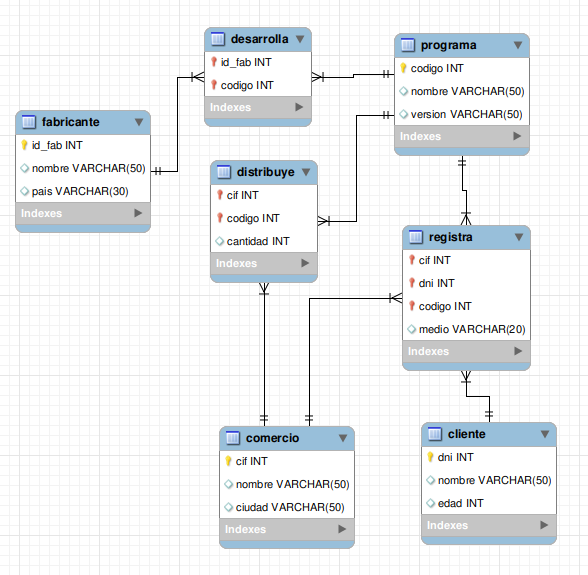 desarrolla
id_fab INT
codigo INT
Indexes
programa
codigo INT
nombre VARCHAR(50)
version VARCHAR(50)
Indexes
fabricante
id_fab INT
nombre VARCHAR(50)
pais VARCHAR(30)
Indexes
distribuye
cif INT
codigo INT
cantidad INT
Indexes
registra
cif INT
dni INT
codigo INT
medio VARCHAR(20)
Indexes
comercio
cif INT
nombre VARCHAR(50)
ciudad VARCHAR(50)
Indexes
cliente
dni INT
nombre VARCHAR(50)
edad INT
Indexes